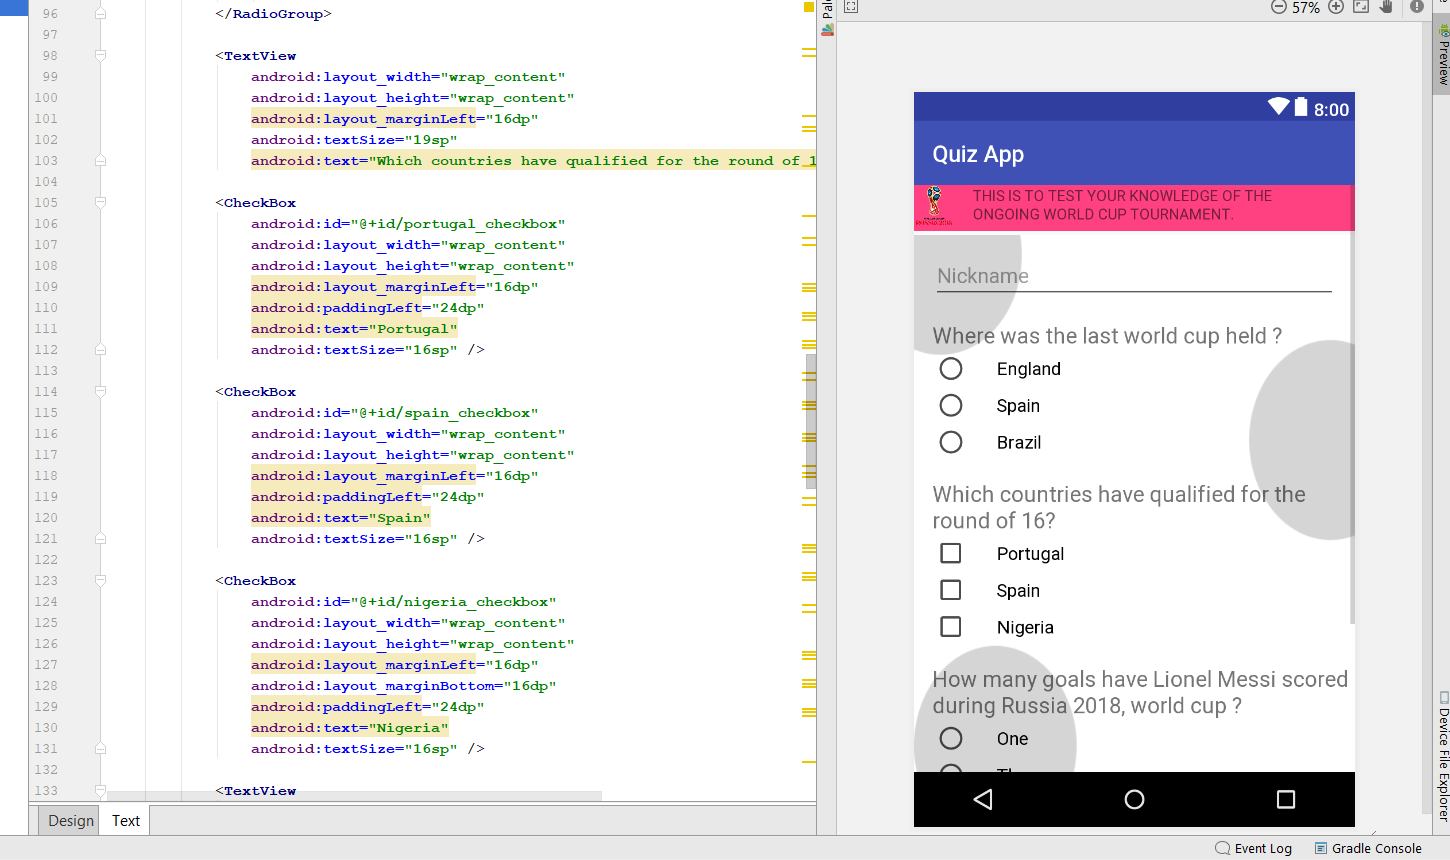 96 </RadioGroup>
97
98 <TextView
99 android:layout_width="wrap_content"
100 android:layout_height="wrap_content"
101 android:layout_marginLeft="16dp"
102 android:textSize="19sp"
103 android:text="Which countries have qualified for the round of 1
104
105 <CheckBox
106 android:id="@+id/portugal_checkbox"
107 android:layout_width="wrap_content"
108 android:layout_height="wrap_content"
109 android:layout_marginLeft="16dp"
110 android:paddingLeft="24dp"
111 android:text="Portugal"
112 android:textSize="16sp" />
113
114 <CheckBox
115 android:id="@+id/spain_checkbox"
116 android:layout_width="wrap_content"
117 android:layout_height="wrap_content"
118 android:layout_marginLeft="16dp"
119 android:paddingLeft="24dp"
120 android:text="Spain"
121 android:textSize="16sp" />
122
123 <CheckBox
124 android:id="@+id/nigeria_checkbox"
125 android:layout_width="wrap_content"
126 android:layout_height="wrap_content"
127 android:layout_marginLeft="16dp"
128 android:layout_marginBottom="16dp"
129 android:paddingLeft="24dp"
130 android:text="Nigeria"
131 android:textSize="16sp" />
132
133 <TextView
Design Text
57%
8:00
Quiz App
THIS IS TO TEST YOUR KNOWLEDGE OF THE
ONGOING WORLD CUP TOURNAMENT.
Nickname
Where was the last world cup held ?
England
Spain
Brazil
Which countries have qualified for the
round of 16?
Portugal
Spain
Nigeria
How many goals have Lionel Messi scored
during Russia 2018, world cup ?
One
Preview
Device File Explorer
Event Log Gradle Console